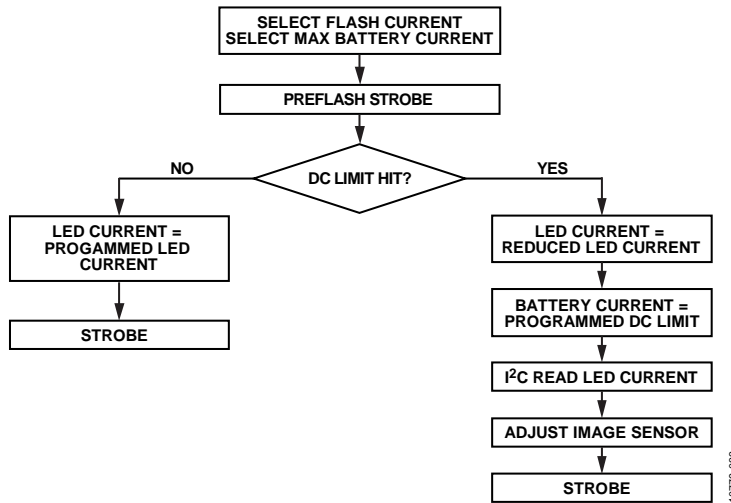 SELECT FLASH CURRENT
SELECT MAX BATTERY CURRENT
PREFLASH STROBE
DC LIMIT HIT?
NO
YES
LED CURRENT =
PROGAMMED LED
CURRENT
STROBE
LED CURRENT =
REDUCED LED CURRENT
BATTERY CURRENT =
PROGRAMMED DC LIMIT
I²C READ LED CURRENT
ADJUST IMAGE SENSOR
STROBE